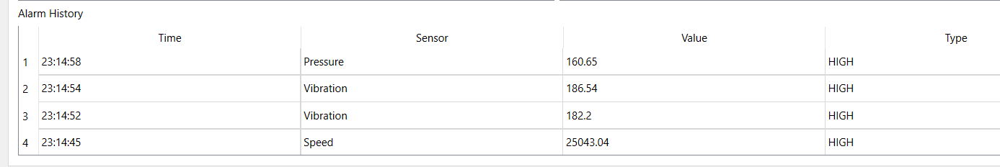 Alarm History
Time Sensor Value Type
1 23:14:58 Pressure 160.65 HIGH
2 23:14:54 Vibration 186.54 HIGH
3 23:14:52 Vibration 182.2 HIGH
4 23:14:45 Speed 25043.04 HIGH